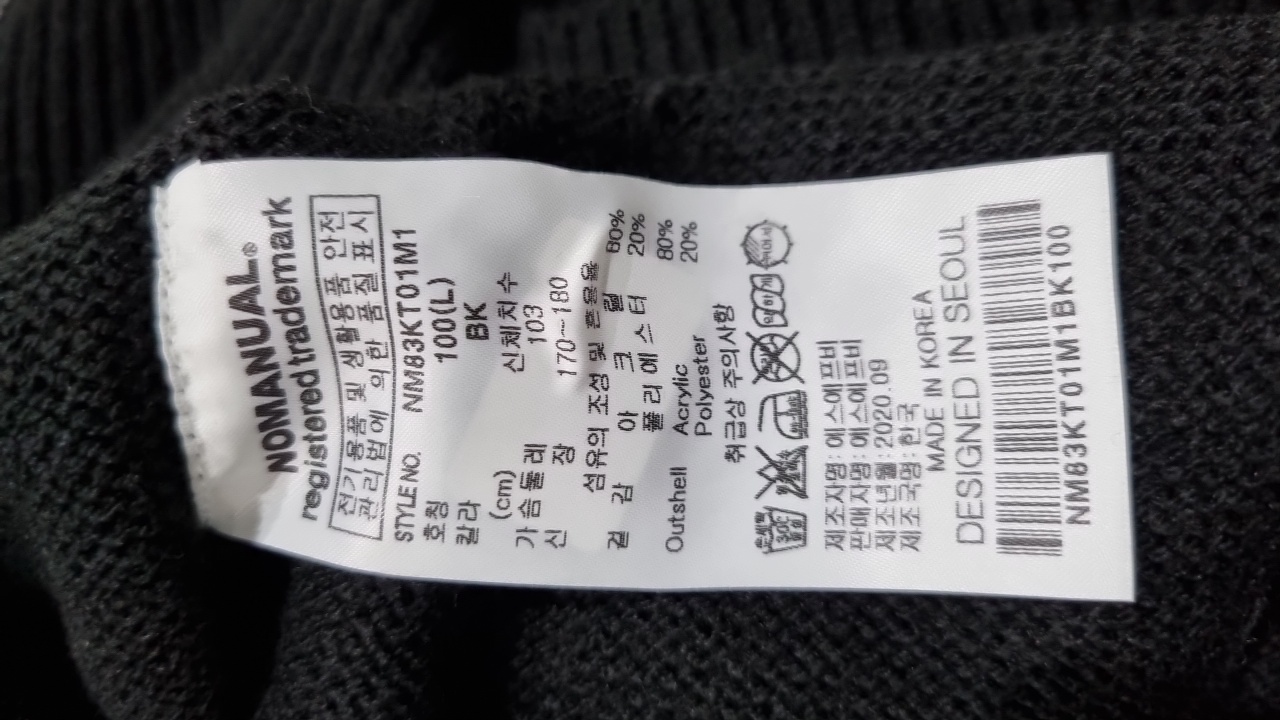 NOMANUAL®
registered trademark
전기용품 및 생활용품 안전
관리법에 의한 품질 표시
STYLE NO. NM83KT01M1
호칭 100(L)
칼라 BK
(cm) 신체치수
가슴둘레 103
신 장 170~180
섬유의 조성 및 혼용율
겉 감 아 크 릴 80%
폴리에스터 20%
Outshell Acrylic 80%
Polyester 20%
취급상 주의사항
손세탁 30℃ 중성
제조자명: 에스에프비
판매자명: 에스에프비
제조년월: 2020.09
제조국명: 한국
MADE IN KOREA
DESIGNED IN SEOUL
NM83KT01M1BK100